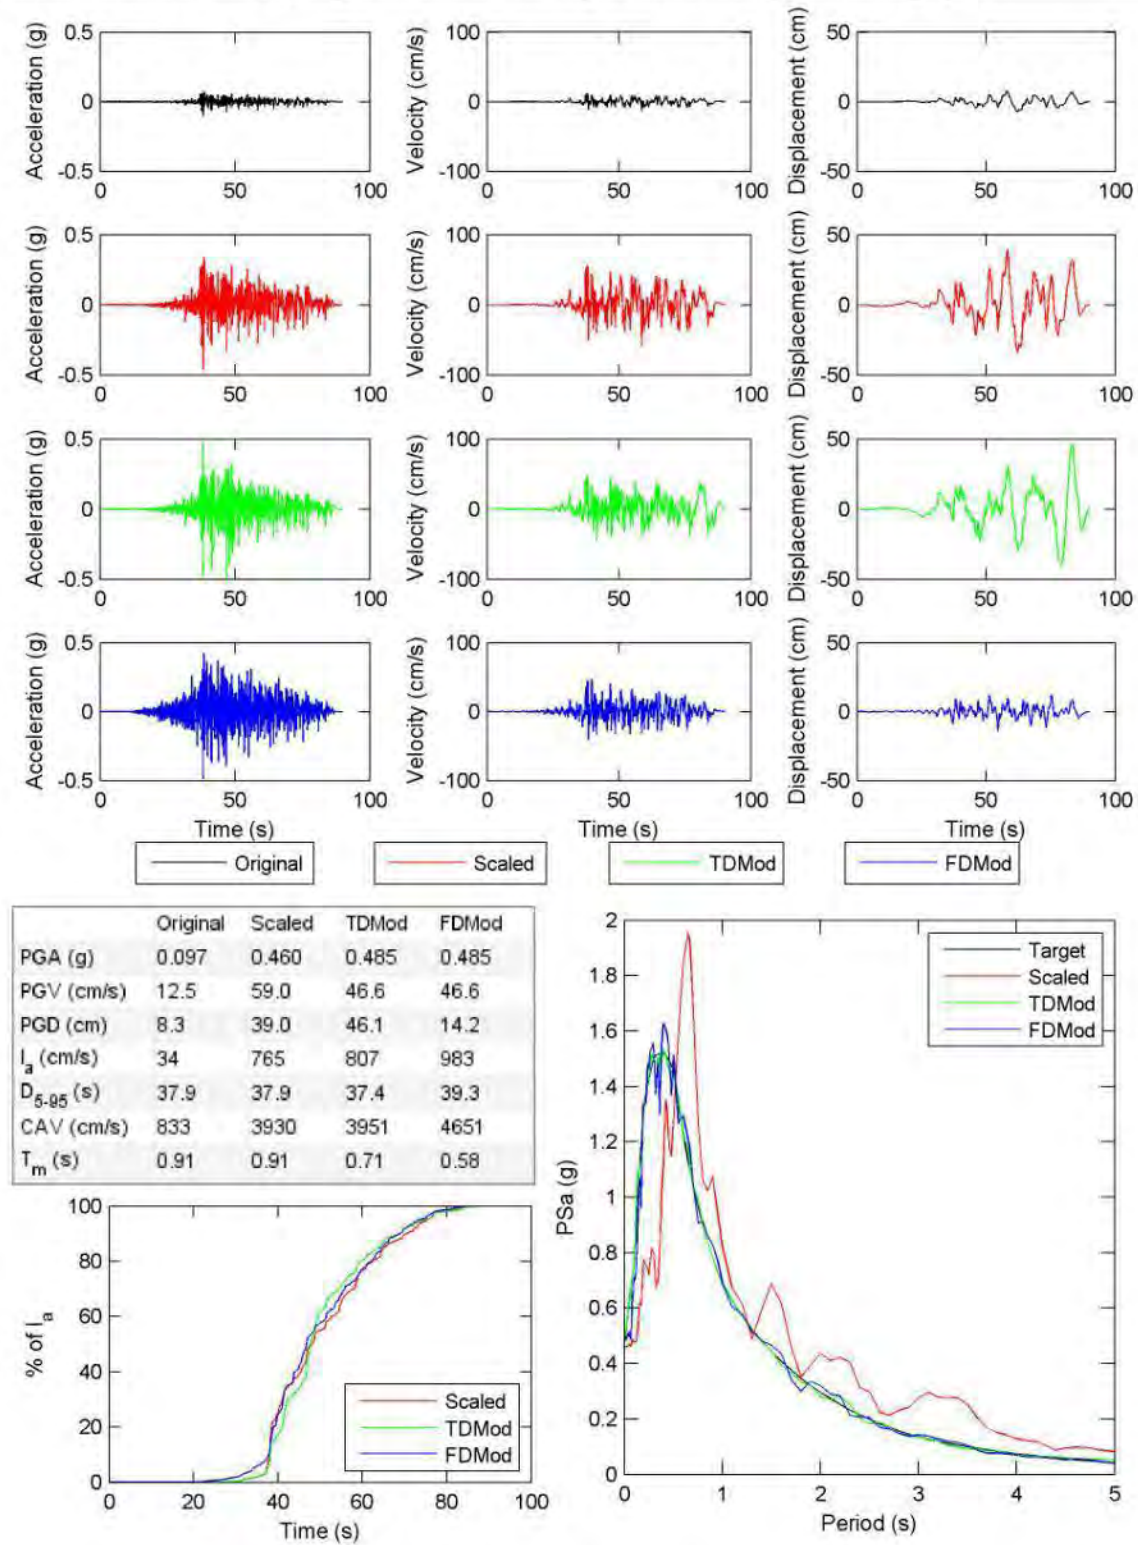 Acceleration (g)
0.5
0
-0.5
0 50 100
Velocity (cm/s)
100
0
-100
0 50 100
Displacement (cm)
50
0
-50
0 50 100
Acceleration (g)
0.5
0
-0.5
0 50 100
Velocity (cm/s)
100
0
-100
0 50 100
Displacement (cm)
50
0
-50
0 50 100
Acceleration (g)
0.5
0
-0.5
0 50 100
Velocity (cm/s)
100
0
-100
0 50 100
Displacement (cm)
50
0
-50
0 50 100
Acceleration (g)
0.5
0
-0.5
0 50 100
Time (s)
Velocity (cm/s)
100
0
-100
0 50 100
Time (s)
Displacement (cm)
50
0
-50
0 50 100
Time (s)
Original Scaled TDMod FDMod
Original Scaled TDMod FDMod
PGA (g) 0.097 0.460 0.485 0.485
PGV (cm/s) 12.5 59.0 46.6 46.6
PGD (cm) 8.3 39.0 46.1 14.2
Ia (cm/s) 34 765 807 983
D5-95 (s) 37.9 37.9 37.4 39.3
CAV (cm/s) 833 3930 3951 4651
Tm (s) 0.91 0.91 0.71 0.58
% of Ia
100
80
60
40
20
0
0 20 40 60 80 100
Time (s)
Scaled
TDMod
FDMod
PSa (g)
2
1.8
1.6
1.4
1.2
1
0.8
0.6
0.4
0.2
0
0 1 2 3 4 5
Period (s)
Target
Scaled
TDMod
FDMod